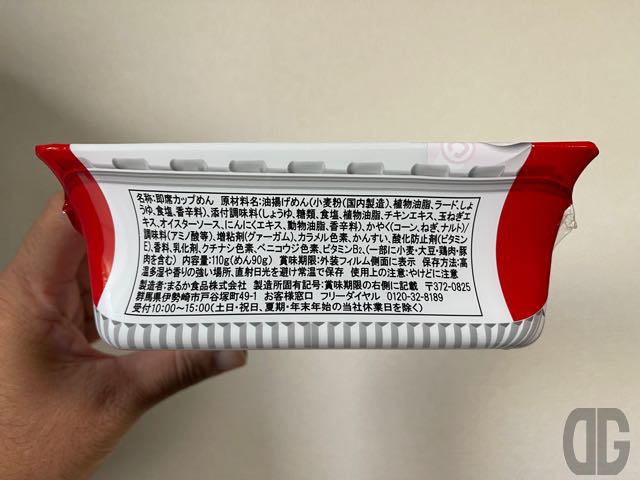 名称:即席カップめん 原材料名:油揚げめん(小麦粉(国内製造)、植物油脂、ラード、しょ
うゆ、食塩、香辛料)、添付調味料(しょうゆ、糖類、食塩、植物油脂、チキンエキス、玉ねぎエ
キス、オイスターソース、にんにくエキス、動物油脂、香辛料)、かやく(コーン、ねぎ、ナルト)/
調味料(アミノ酸等)、増粘剤(グァーガム)、カラメル色素、かんすい、酸化防止剤(ビタミン
E)、香料、乳化剤、クチナシ色素、ベニコウジ色素、ビタミンB₂、(一部に小麦・大豆・鶏肉・豚
肉を含む) 内容量:110g(めん90g) 賞味期限:外装フィルム側面に表示 保存方法:高
温多湿や香りの強い場所、直射日光を避け常温で保存 使用上の注意:やけどに注意
製造者:まるか食品株式会社 製造所固有記号:賞味期限の右側に記載 〒372-0825
群馬県伊勢崎市戸谷塚町49-1 お客様窓口 フリーダイヤル 0120-32-8189
受付10:00〜15:00(土日・祝日、夏期・年末年始の当社休業日を除く)
DG